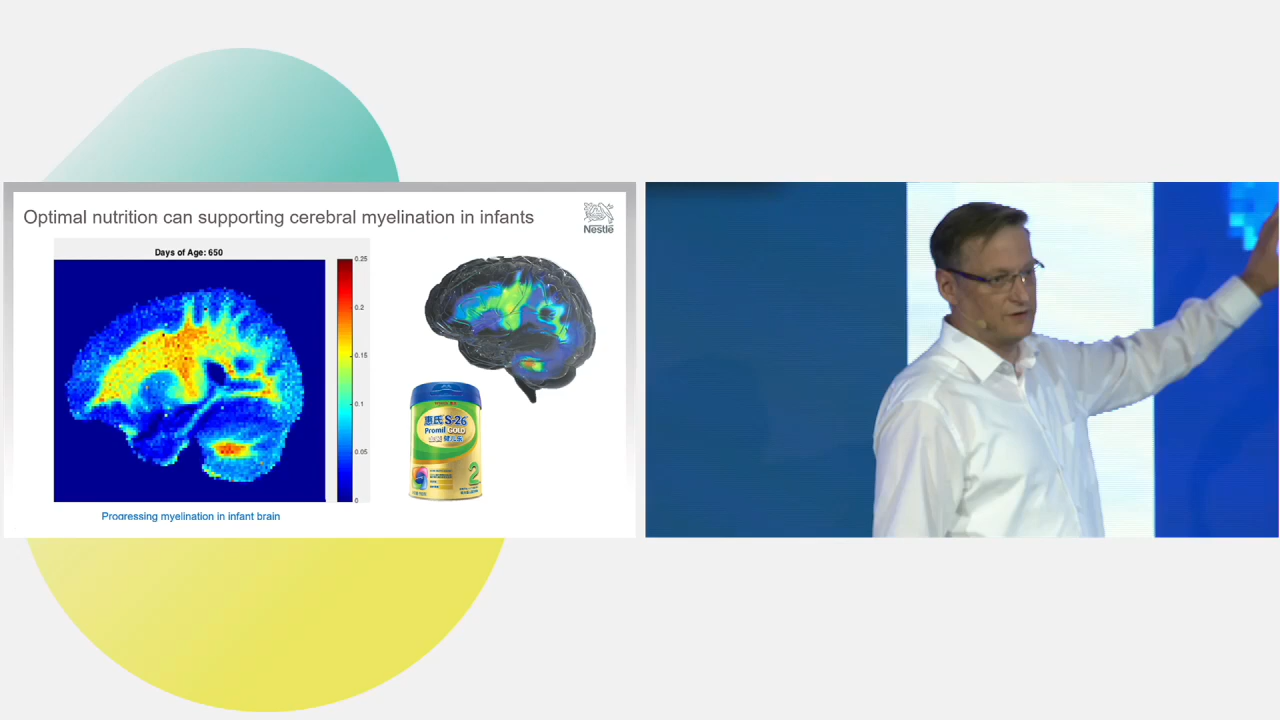 Optimal nutrition can supporting cerebral myelination in infants
Nestlé
Days of Age: 650
0.25
0.2
0.15
0.1
0.05
0
惠氏 S-26
Promil GOLD
2
Progressing myelination in infant brain